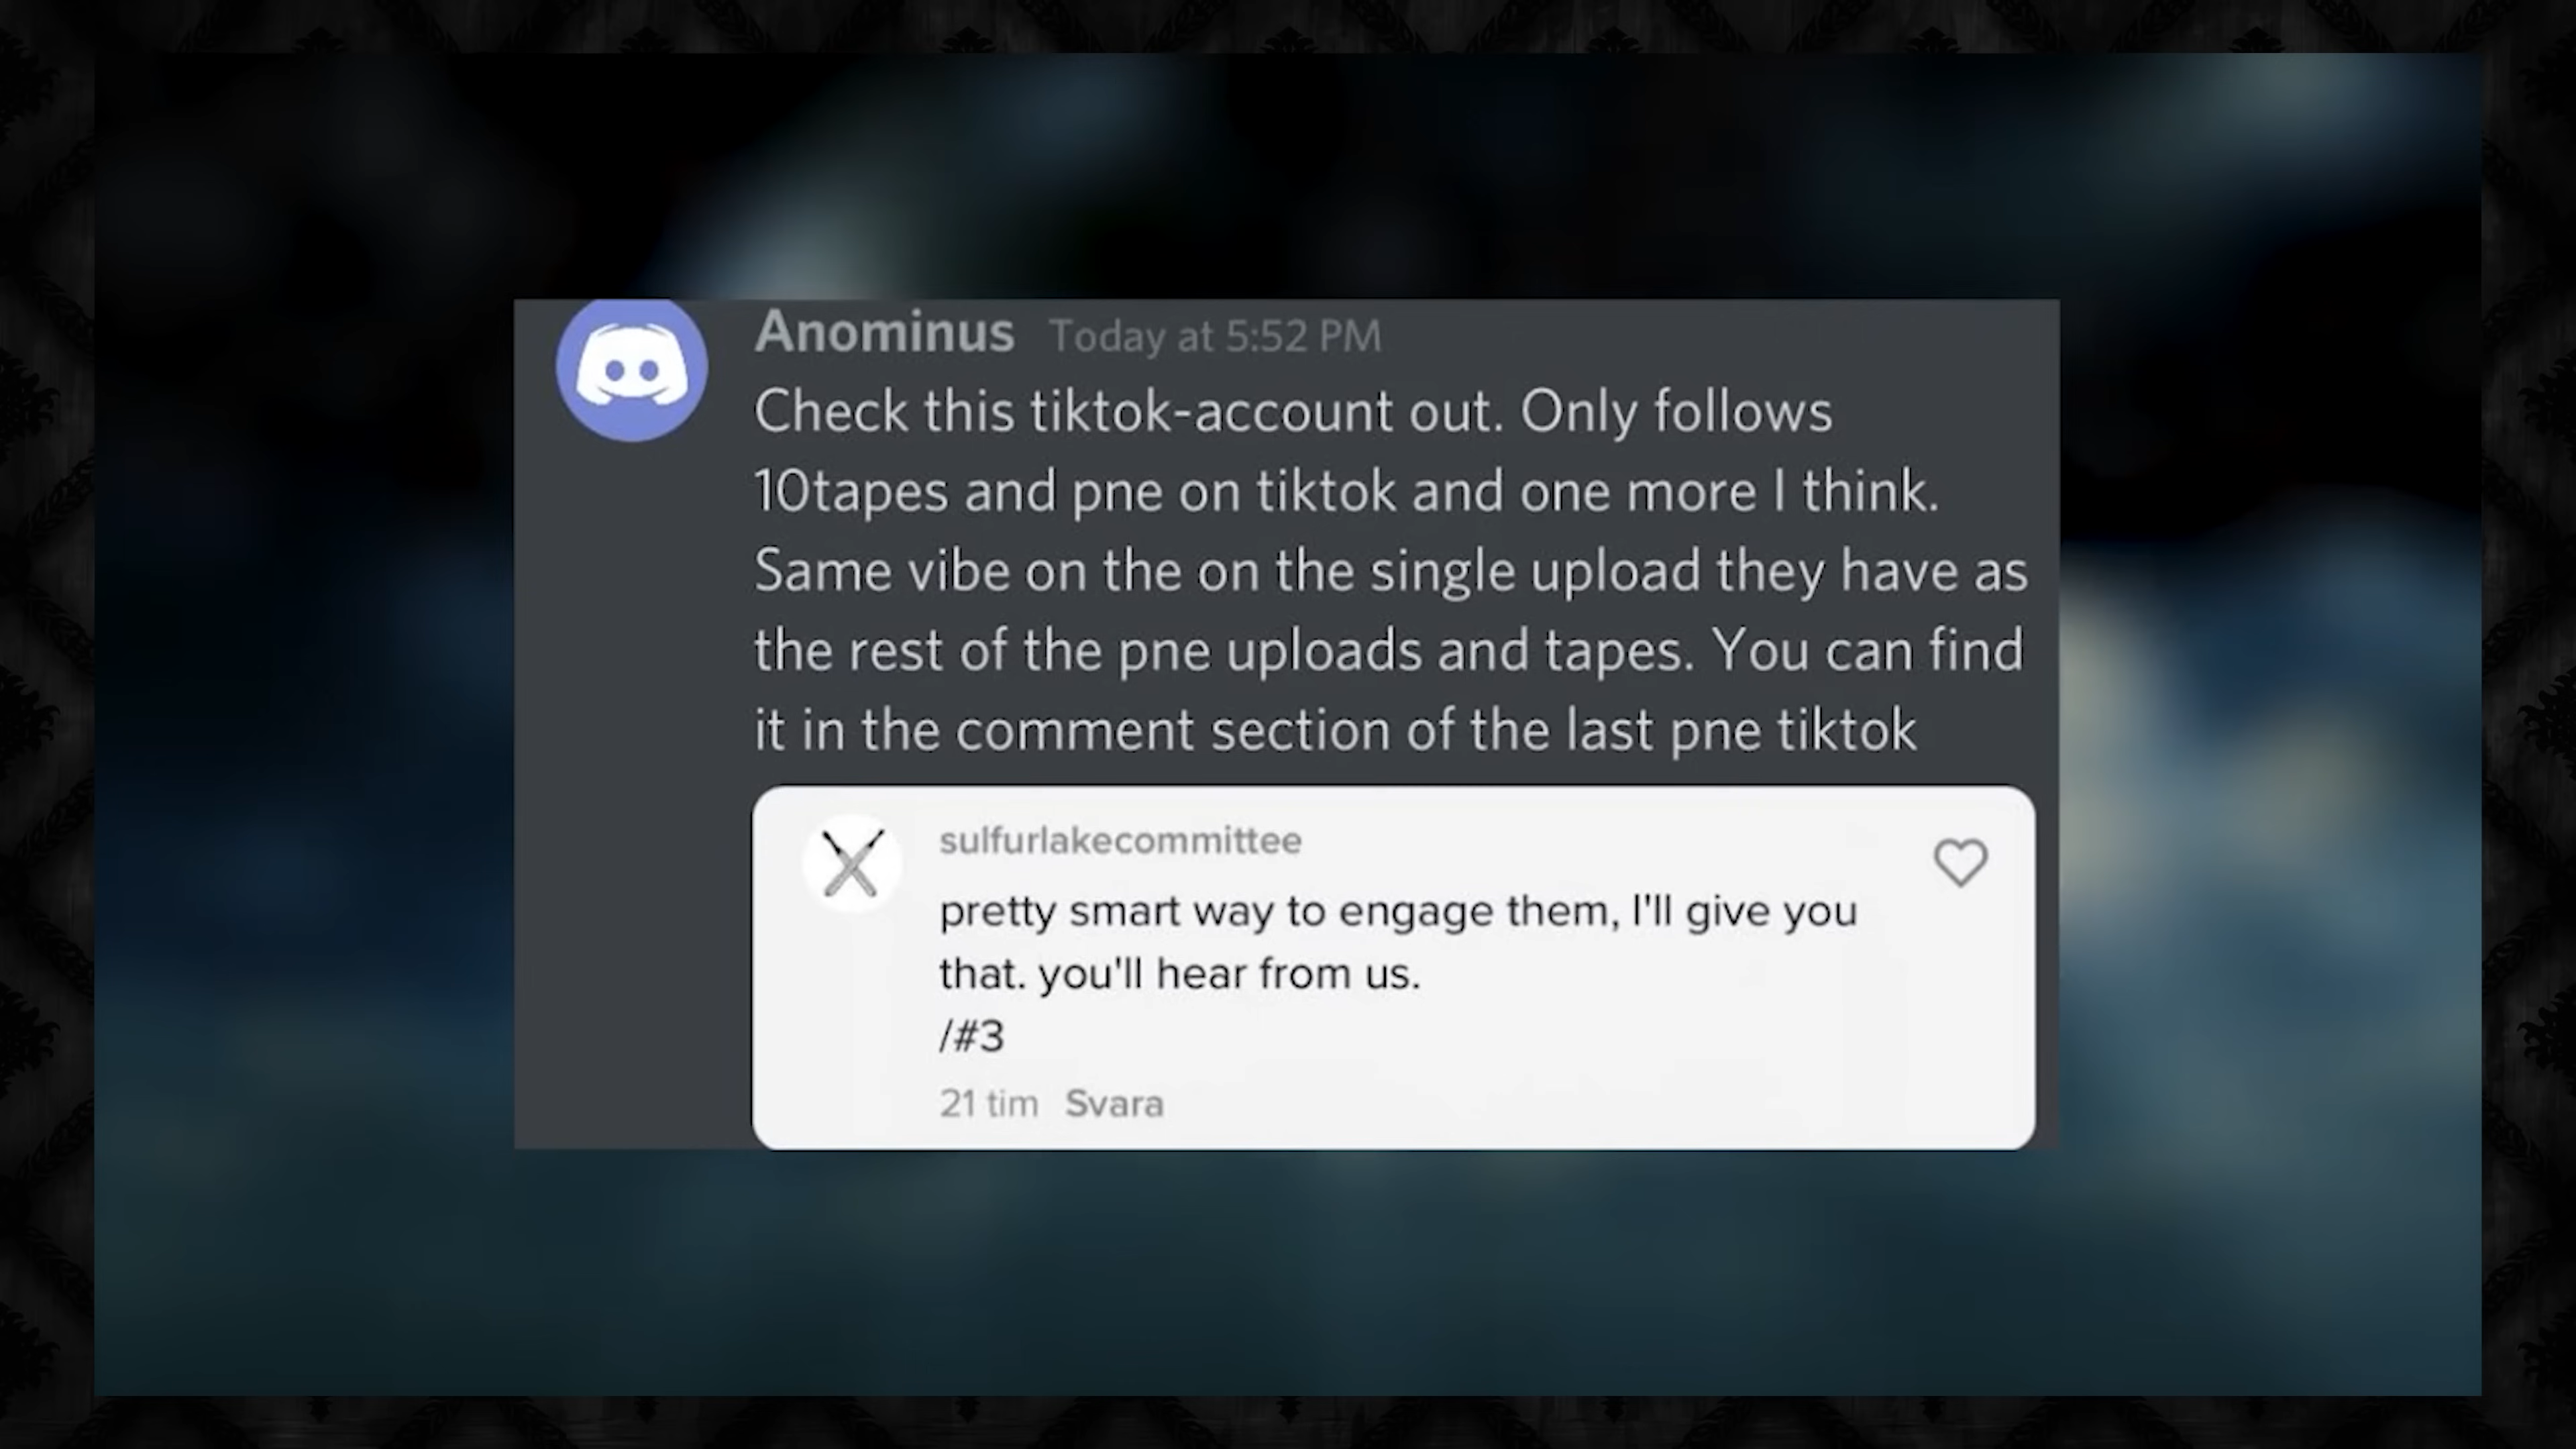 Anominus Today at 5:52 PM
Check this tiktok-account out. Only follows
10tapes and pne on tiktok and one more I think.
Same vibe on the on the single upload they have as
the rest of the pne uploads and tapes. You can find
it in the comment section of the last pne tiktok
sulfurlakecommittee
pretty smart way to engage them, I'll give you
that. you'll hear from us.
/#3
21 tim Svara